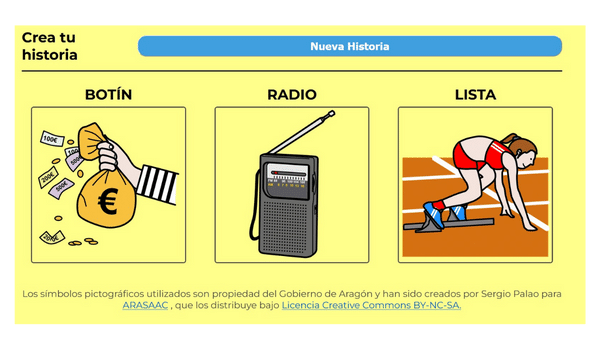 Crea tu
historia
Nueva Historia
BOTÍN
RADIO
LISTA
100€
200€
500€
€
Los símbolos pictográficos utilizados son propiedad del Gobierno de Aragón y han sido creados por Sergio Palao para
ARASAAC , que los distribuye bajo Licencia Creative Commons BY-NC-SA.